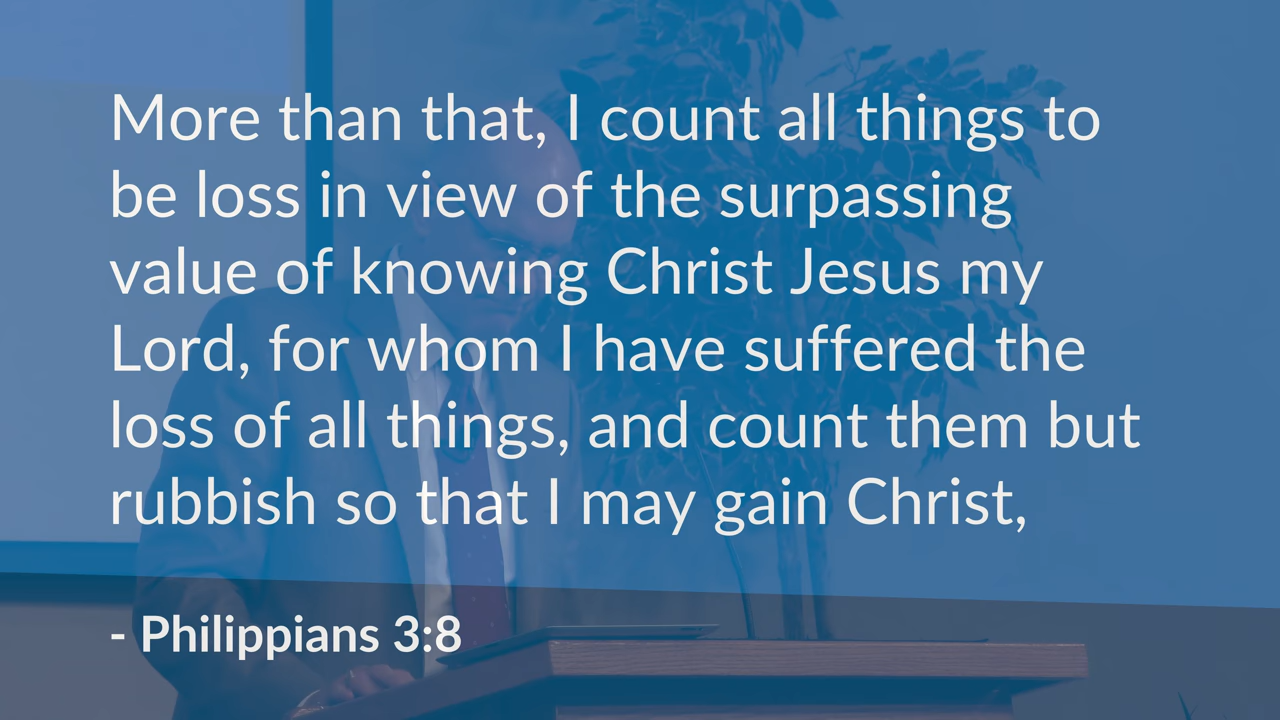 More than that, I count all things to
be loss in view of the surpassing
value of knowing Christ Jesus my
Lord, for whom I have suffered the
loss of all things, and count them but
rubbish so that I may gain Christ,
- Philippians 3:8